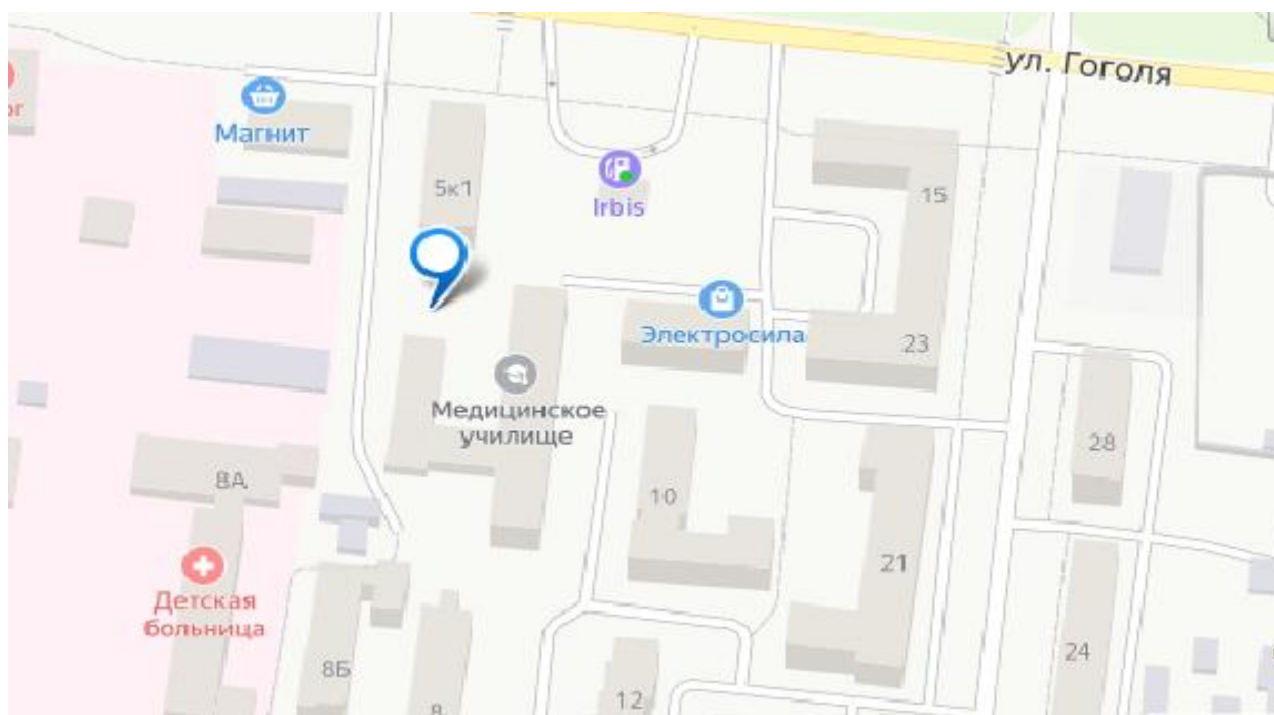 ул. Гоголя
ог
Магнит
5к1
Irbis
15
Электросила
23
Медицинское
училище
28
8А
10
21
Детская
больница
8Б
24
12
8